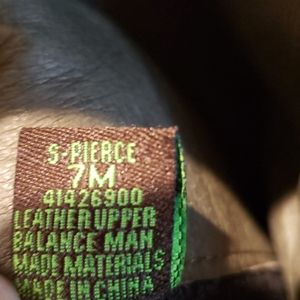 S-PIERCE
7M
41426900
LEATHER UPPER
BALANCE MAN
MADE MATERIALS
MADE IN CHINA